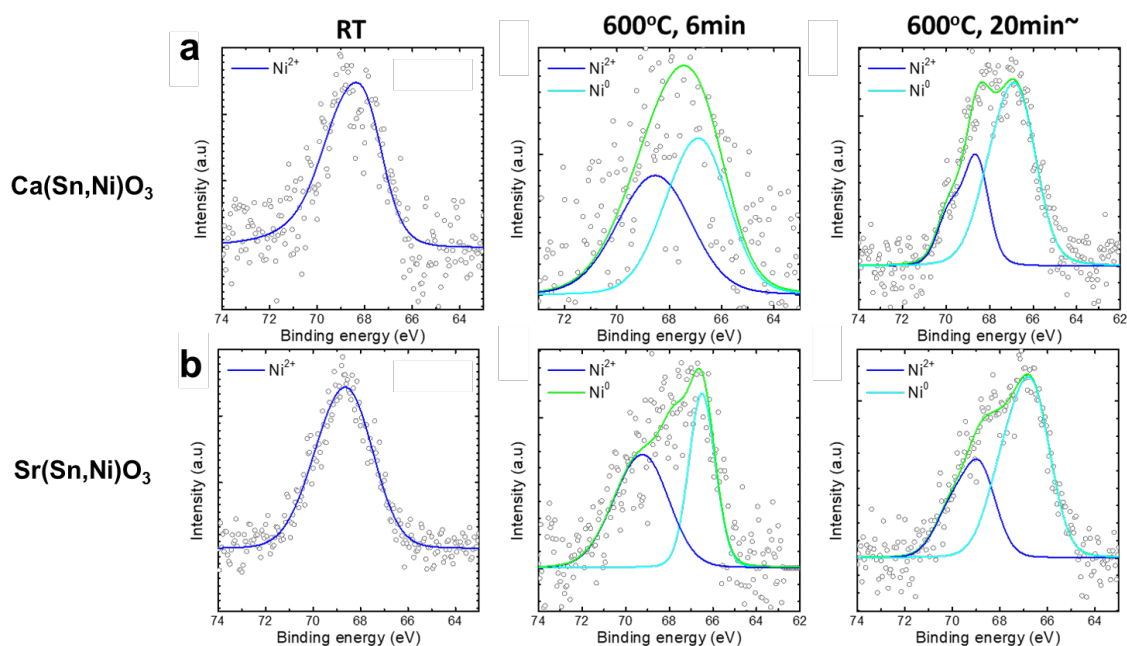 RT
600°C, 6min
600°C, 20min~
a
Ca(Sn,Ni)O₃
Intensity (a.u)
Ni²⁺
74 72 70 68 66 64
Binding energy (eV)
Intensity (a.u)
Ni²⁺
Ni⁰
70 68 66 64
Binding energy (eV)
Intensity (a.u)
Ni²⁺
Ni⁰
74 72 70 68 66 64 62
Binding energy (eV)
b
Sr(Sn,Ni)O₃
Intensity (a.u)
Ni²⁺
74 72 70 68 66 64
Binding energy (eV)
Intensity (a.u)
Ni²⁺
Ni⁰
74 72 70 68 66 64 62
Binding energy (eV)
Intensity (a.u)
Ni²⁺
Ni⁰
74 72 70 68 66 64
Binding energy (eV)